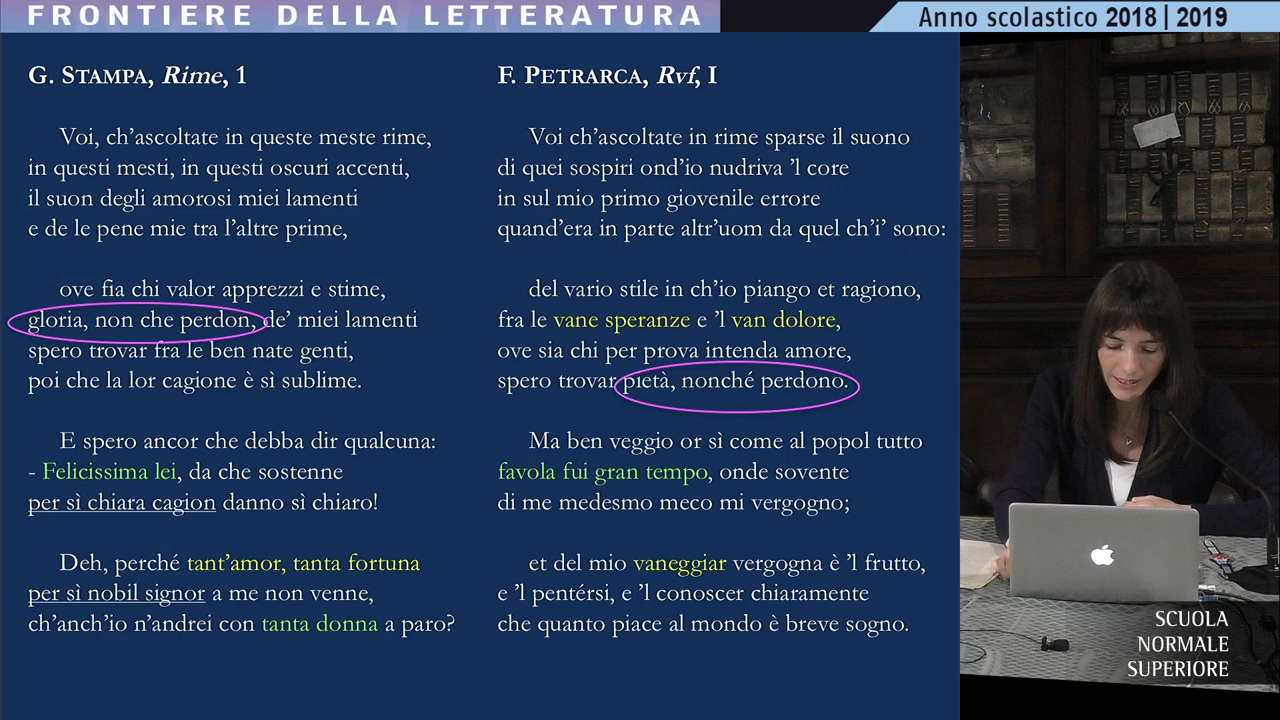 FRONTIERE DELLA LETTERATURA
Anno scolastico 2018 | 2019
G. STAMPA, Rime, 1
Voi, ch'ascoltate in queste meste rime,
in questi mesti, in questi oscuri accenti,
il suon degli amorosi miei lamenti
e de le pene mie tra l'altre prime,
ove fia chi valor apprezzi e stime,
gloria, non che perdon, de' miei lamenti
spero trovar fra le ben nate genti,
poi che la lor cagione è sì sublime.
E spero ancor che debba dir qualcuna:
- Felicissima lei, da che sostenne
per sì chiara cagion danno sì chiaro!
Deh, perché tant'amor, tanta fortuna
per sì nobil signor a me non venne,
ch'anch'io n'andrei con tanta donna a paro?
F. PETRARCA, Rvf, I
Voi ch'ascoltate in rime sparse il suono
di quei sospiri ond'io nudriva 'l core
in sul mio primo giovenile errore
quand'era in parte altr'uom da quel ch'i' sono:
del vario stile in ch'io piango et ragiono,
fra le vane speranze e 'l van dolore,
ove sia chi per prova intenda amore,
spero trovar pietà, nonché perdono.
Ma ben veggio or sì come al popol tutto
favola fui gran tempo, onde sovente
di me medesmo meco mi vergogno;
et del mio vaneggiar vergogna è 'l frutto,
e 'l pentérsi, e 'l conoscer chiaramente
che quanto piace al mondo è breve sogno.
SCUOLA
NORMALE
SUPERIORE